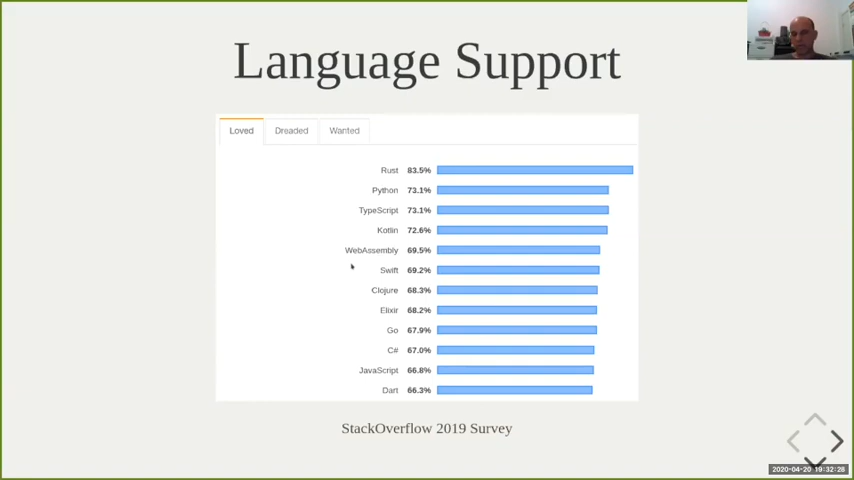 Language Support
Loved Dreaded Wanted
Rust 83.5%
Python 73.1%
TypeScript 73.1%
Kotlin 72.6%
WebAssembly 69.5%
Swift 69.2%
Clojure 68.3%
Elixir 68.2%
Go 67.9%
C# 67.0%
JavaScript 66.8%
Dart 66.3%
StackOverflow 2019 Survey
2020-04-20 19:32:28